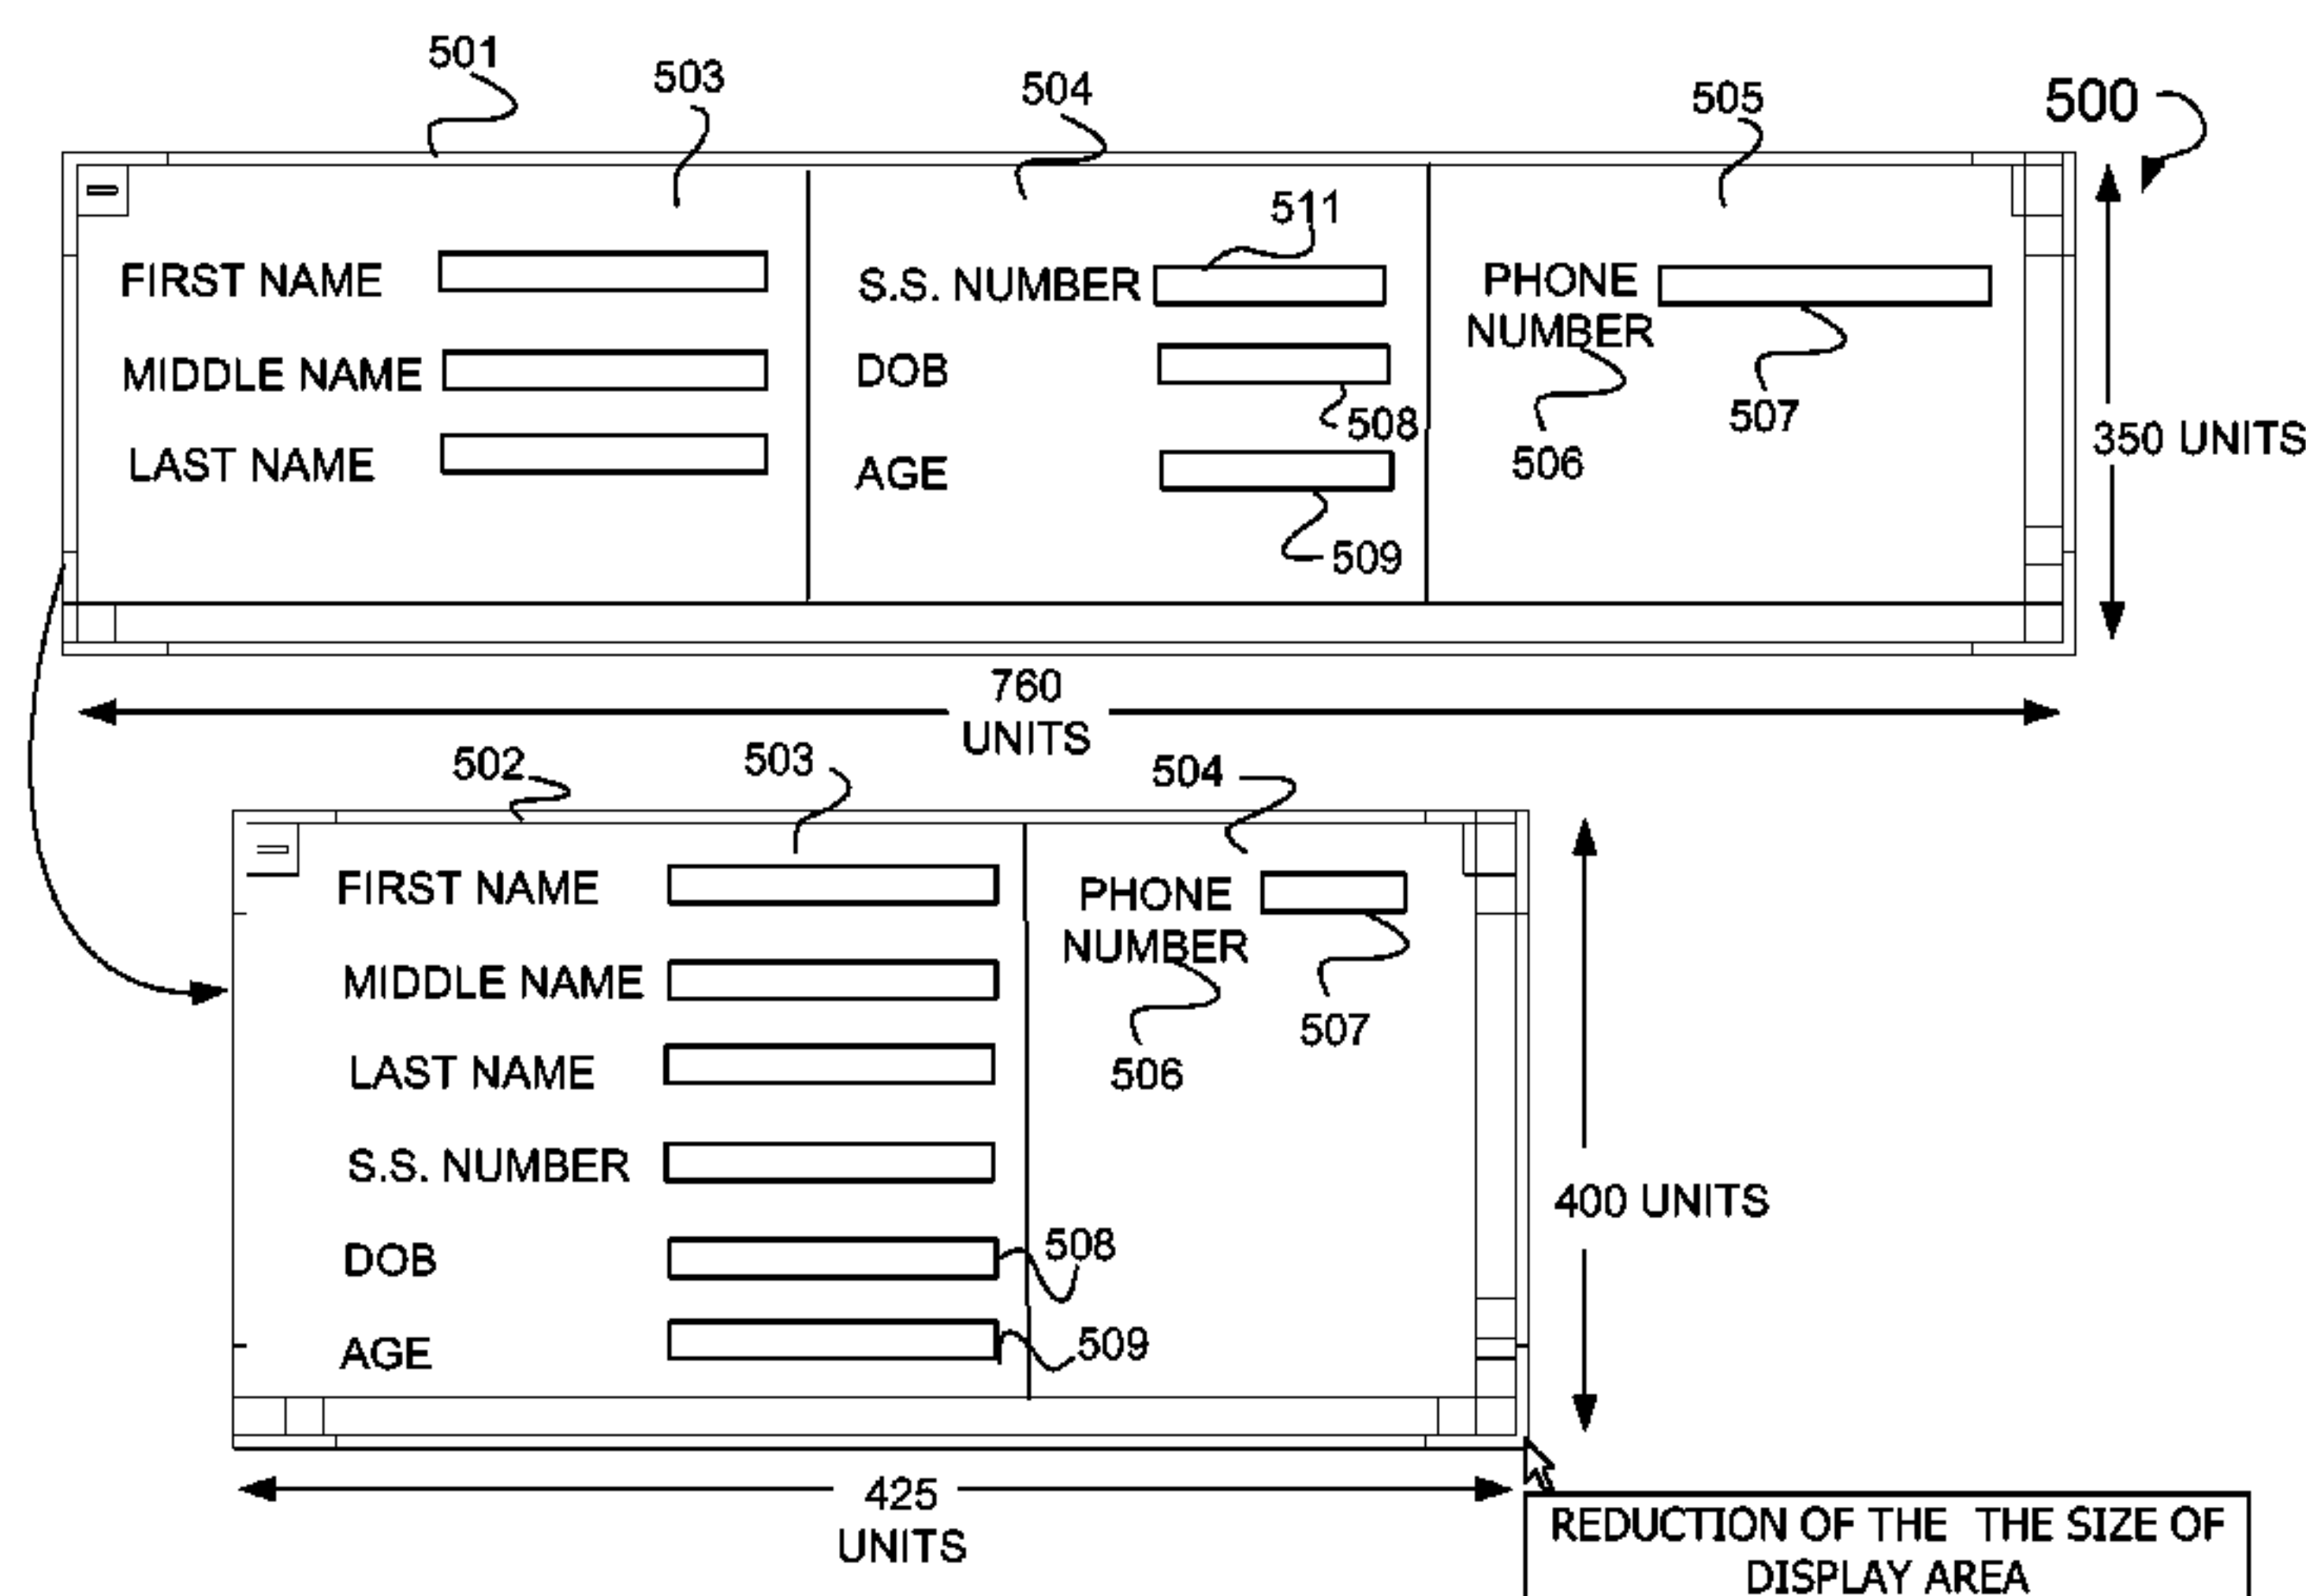 501
503
504
505
500
511
FIRST NAME
S.S. NUMBER
PHONE
NUMBER
MIDDLE NAME
DOB
508
507
506
350 UNITS
LAST NAME
AGE
509
760
UNITS
502
503
504
FIRST NAME
PHONE
NUMBER
MIDDLE NAME
507
506
LAST NAME
S.S. NUMBER
400 UNITS
DOB
508
AGE
509
425
UNITS
REDUCTION OF THE THE SIZE OF
DISPLAY AREA